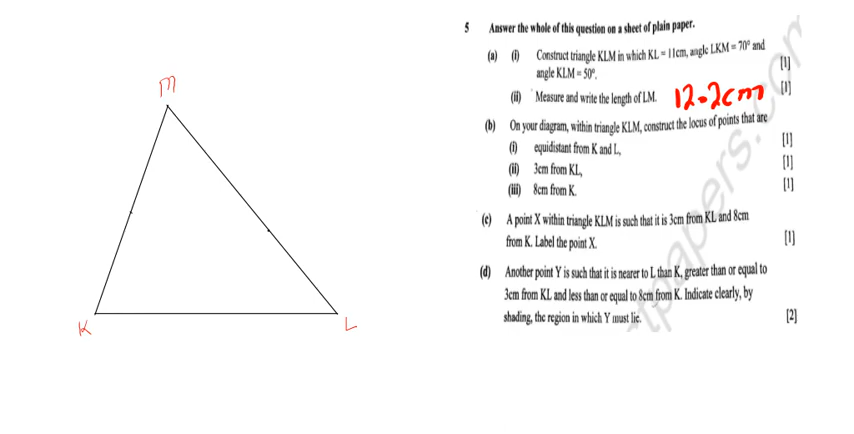 M
K
L
5 Answer the whole of this question on a sheet of plain paper.
(a) (i) Construct triangle KLM in which KL = 11cm, angle LKM = 70° and
angle KLM = 50°. [1]
(ii) Measure and write the length of LM. 12.2cm [1]
(b) On your diagram, within triangle KLM, construct the locus of points that are
(i) equidistant from K and L, [1]
(ii) 3cm from KL, [1]
(iii) 8cm from K. [1]
(c) A point X within triangle KLM is such that it is 3cm from KL and 8cm
from K. Label the point X. [1]
(d) Another point Y is such that it is nearer to L than K, greater than or equal to
3cm from KL and less than or equal to 8cm from K. Indicate clearly, by
shading, the region in which Y must lie. [2]